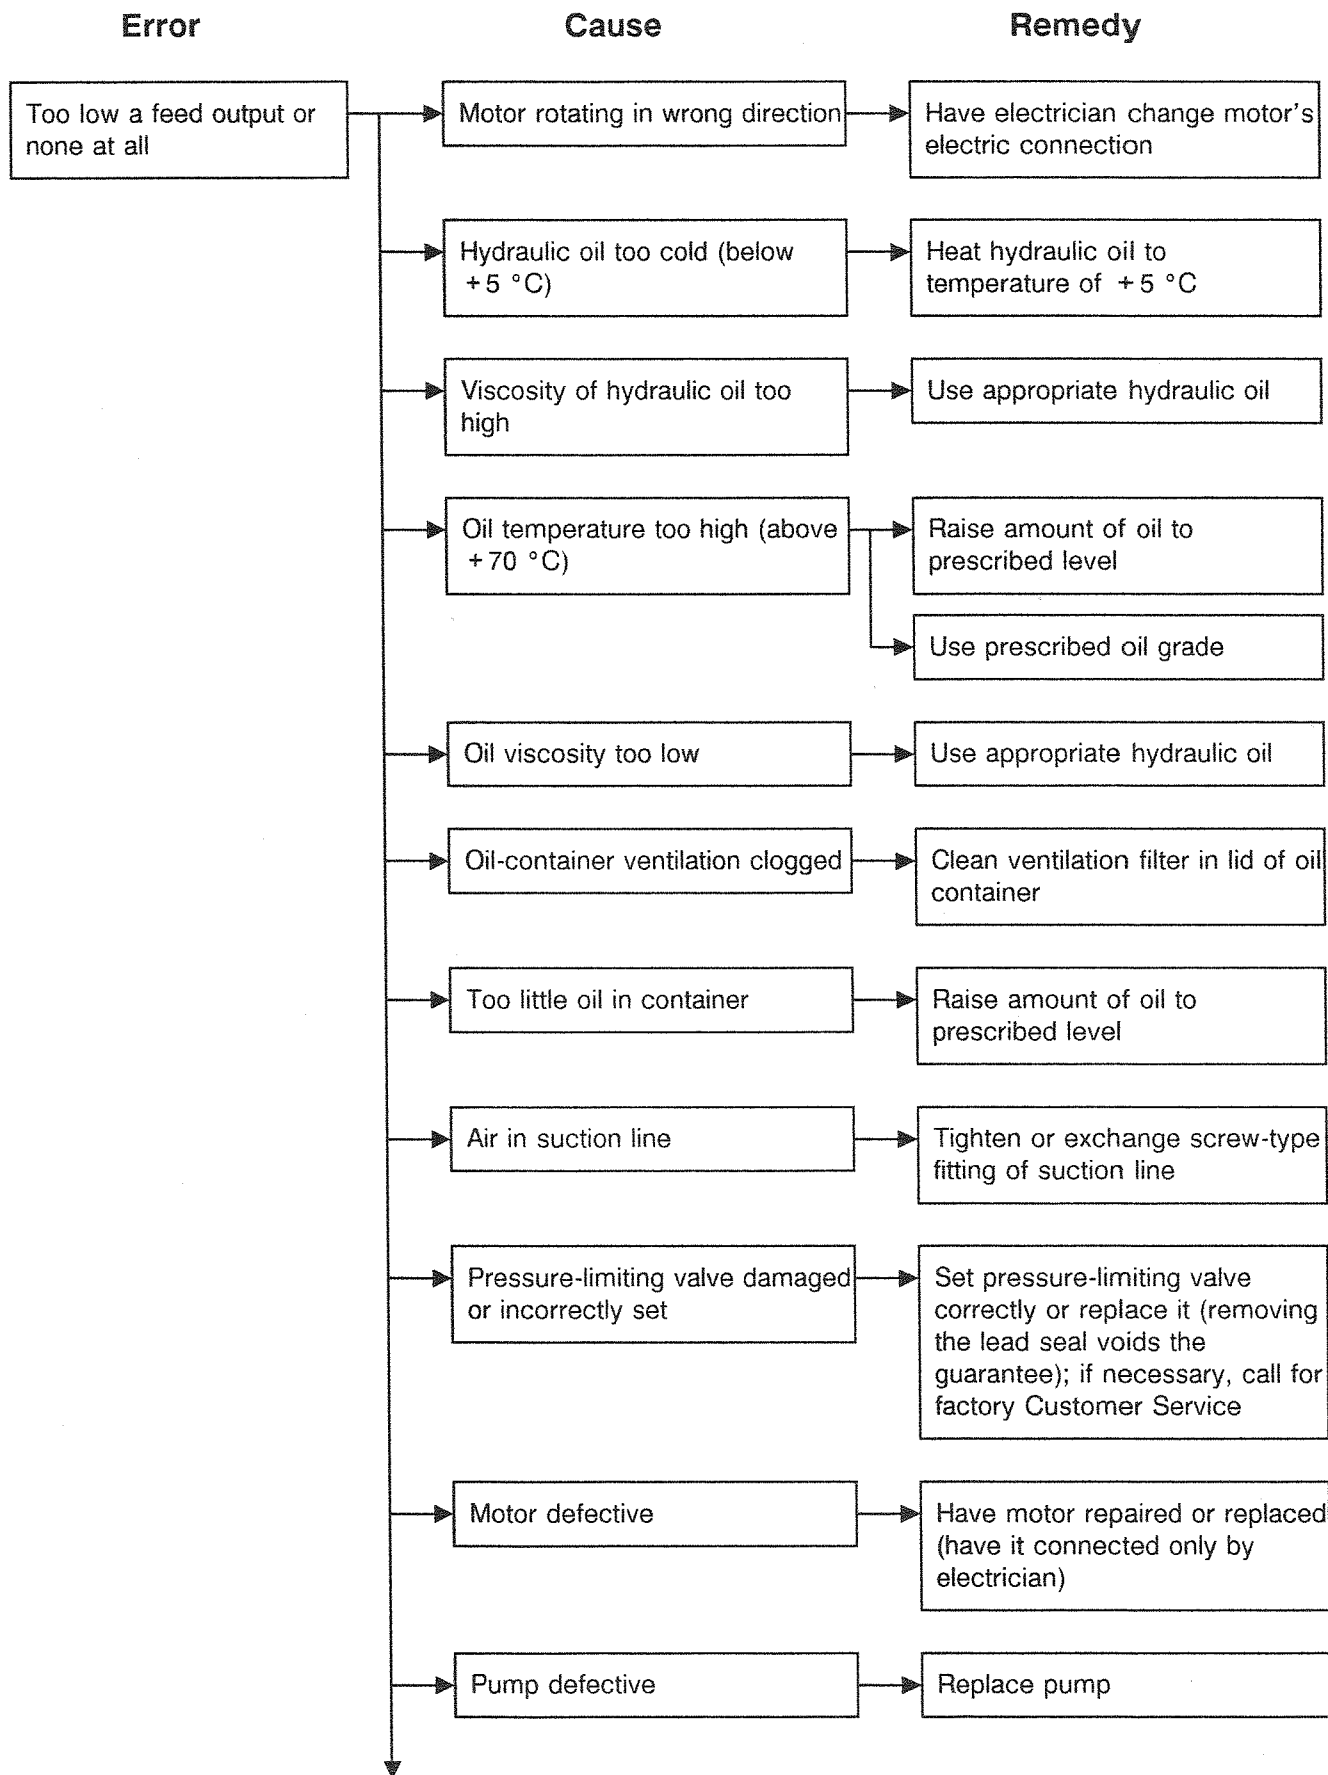 Error
Cause
Remedy
Too low a feed output or
none at all
Motor rotating in wrong direction
Have electrician change motor's
electric connection
Hydraulic oil too cold (below
+5 °C)
Heat hydraulic oil to
temperature of +5 °C
Viscosity of hydraulic oil too
high
Use appropriate hydraulic oil
Oil temperature too high (above
+70 °C)
Raise amount of oil to
prescribed level
Use prescribed oil grade
Oil viscosity too low
Use appropriate hydraulic oil
Oil-container ventilation clogged
Clean ventilation filter in lid of oil
container
Too little oil in container
Raise amount of oil to
prescribed level
Air in suction line
Tighten or exchange screw-type
fitting of suction line
Pressure-limiting valve damaged
or incorrectly set
Set pressure-limiting valve
correctly or replace it (removing
the lead seal voids the
guarantee); if necessary, call for
factory Customer Service
Motor defective
Have motor repaired or replaced
(have it connected only by
electrician)
Pump defective
Replace pump